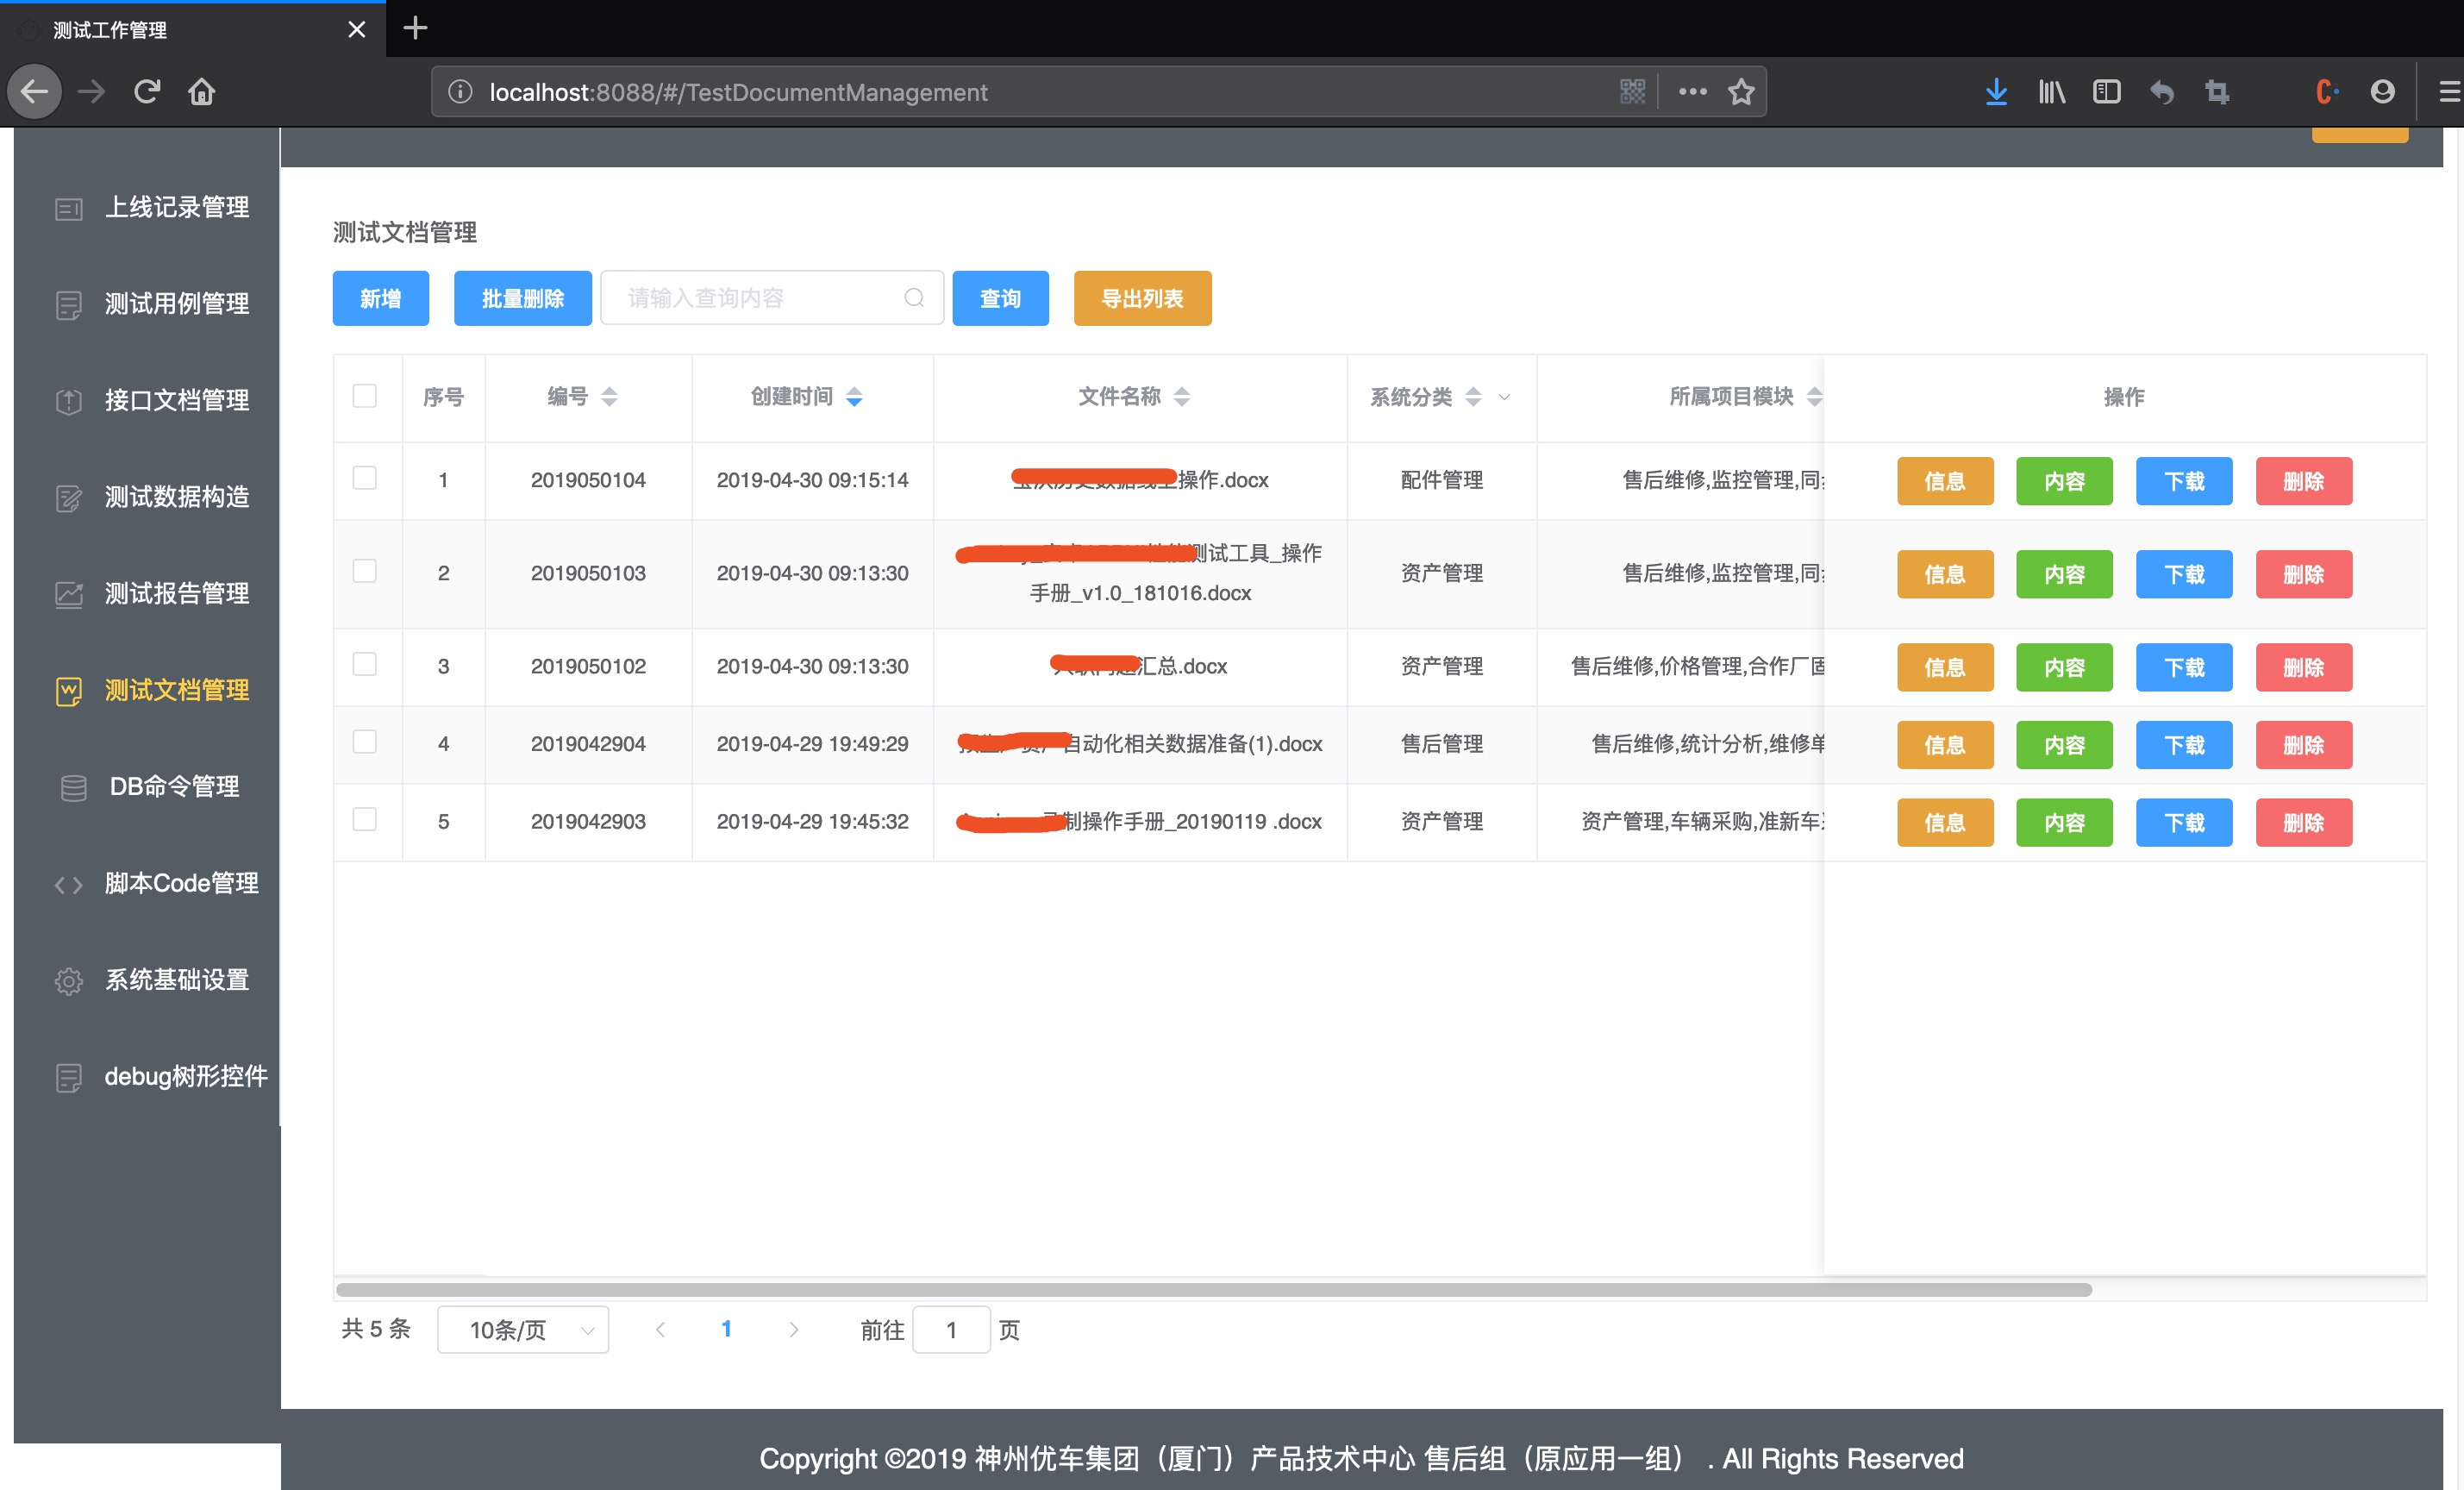 测试工作管理
localhost:8088/#/TestDocumentManagement
上线记录管理
测试用例管理
接口文档管理
测试数据构造
测试报告管理
测试文档管理
DB命令管理
脚本Code管理
系统基础设置
debug树形控件
测试文档管理
新增 批量删除 请输入查询内容 查询 导出列表
序号 编号 创建时间 文件名称 系统分类 所属项目模块 操作
1 2019050104 2019-04-30 09:15:14 操作.docx 配件管理 售后维修,监控管理,同 信息 内容 下载 删除
2 2019050103 2019-04-30 09:13:30 测试工具_操作
手册_v1.0_181016.docx 资产管理 售后维修,监控管理,同 信息 内容 下载 删除
3 2019050102 2019-04-30 09:13:30 汇总.docx 资产管理 售后维修,价格管理,合作厂固 信息 内容 下载 删除
4 2019042904 2019-04-29 19:49:29 自动化相关数据准备(1).docx 售后管理 售后维修,统计分析,维修单 信息 内容 下载 删除
5 2019042903 2019-04-29 19:45:32 制操作手册_20190119 .docx 资产管理 资产管理,车辆采购,准新车 信息 内容 下载 删除
共 5 条 10条/页 1 前往 1 页
Copyright ©2019 神州优车集团（厦门）产品技术中心 售后组（原应用一组） . All Rights Reserved